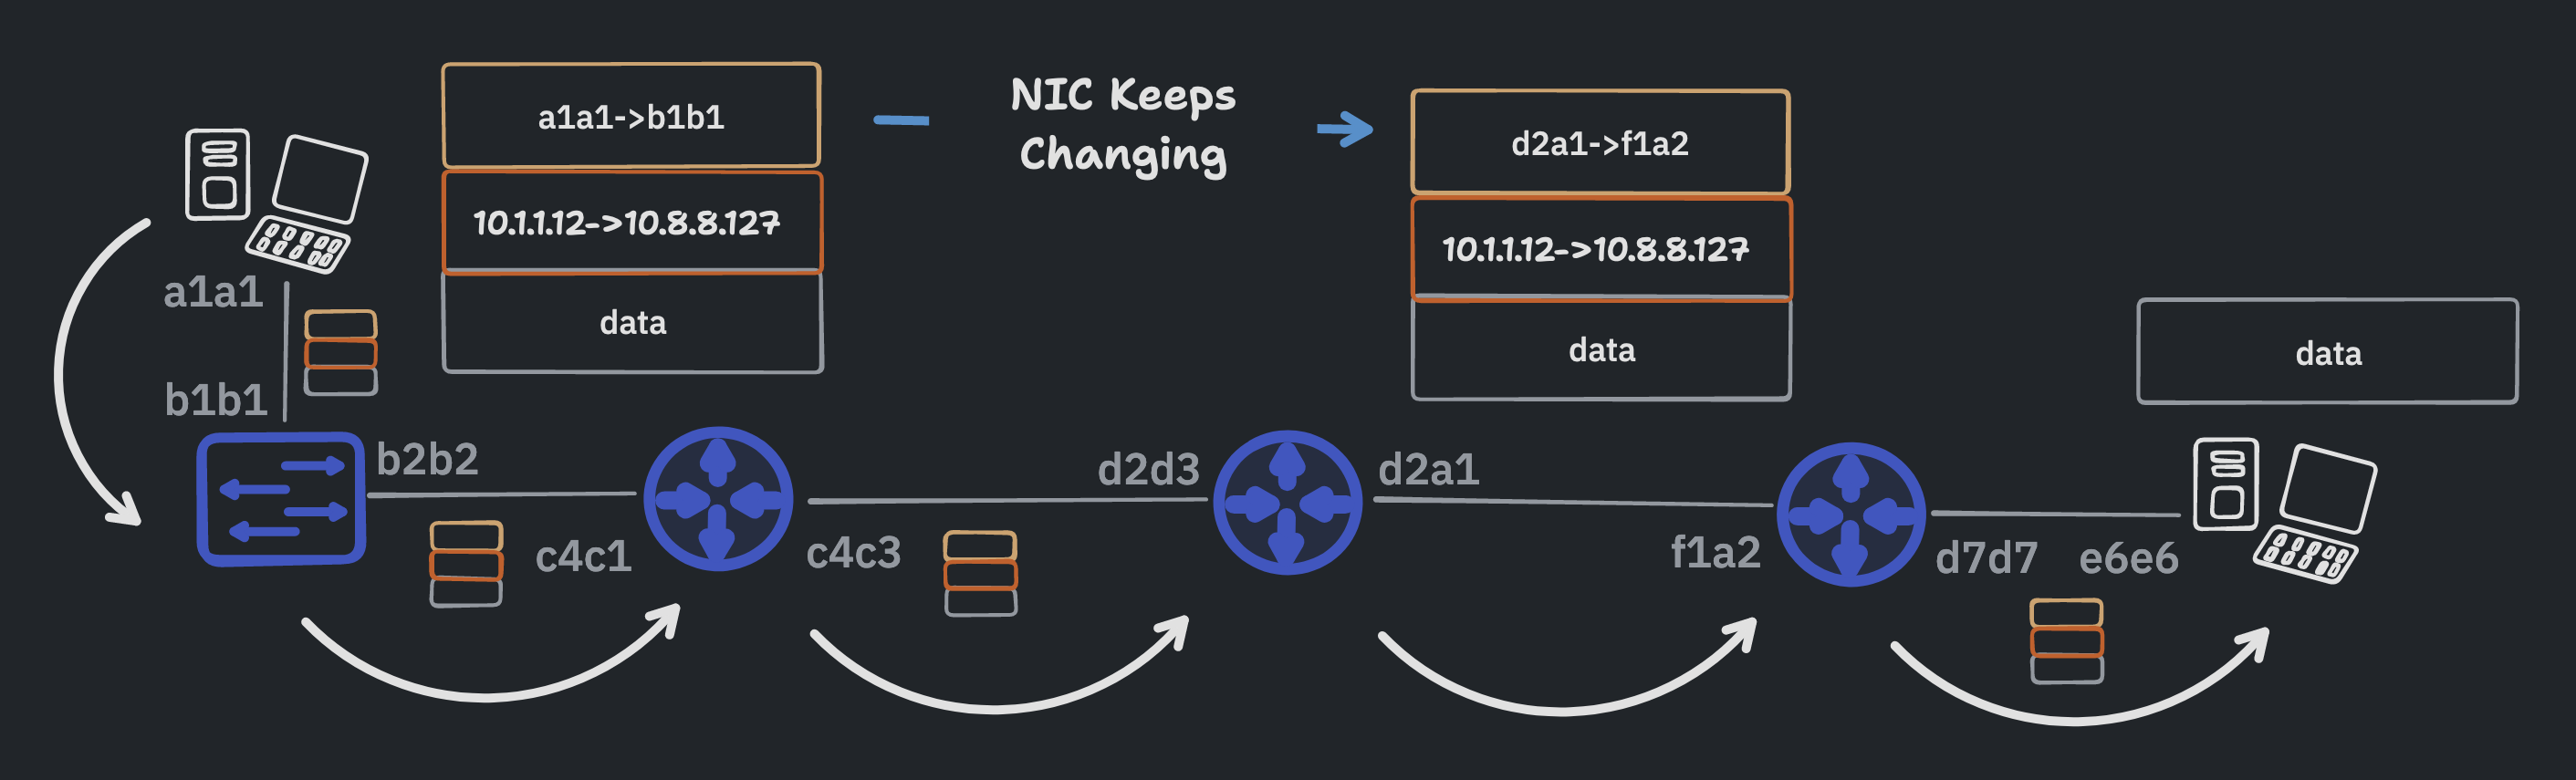 a1a1->b1b1
10.1.1.12->10.8.8.127
data
NIC Keeps
Changing
d2a1->f1a2
10.1.1.12->10.8.8.127
data
data
a1a1
b1b1
b2b2
c4c1
c4c3
d2d3
d2a1
f1a2
d7d7
e6e6